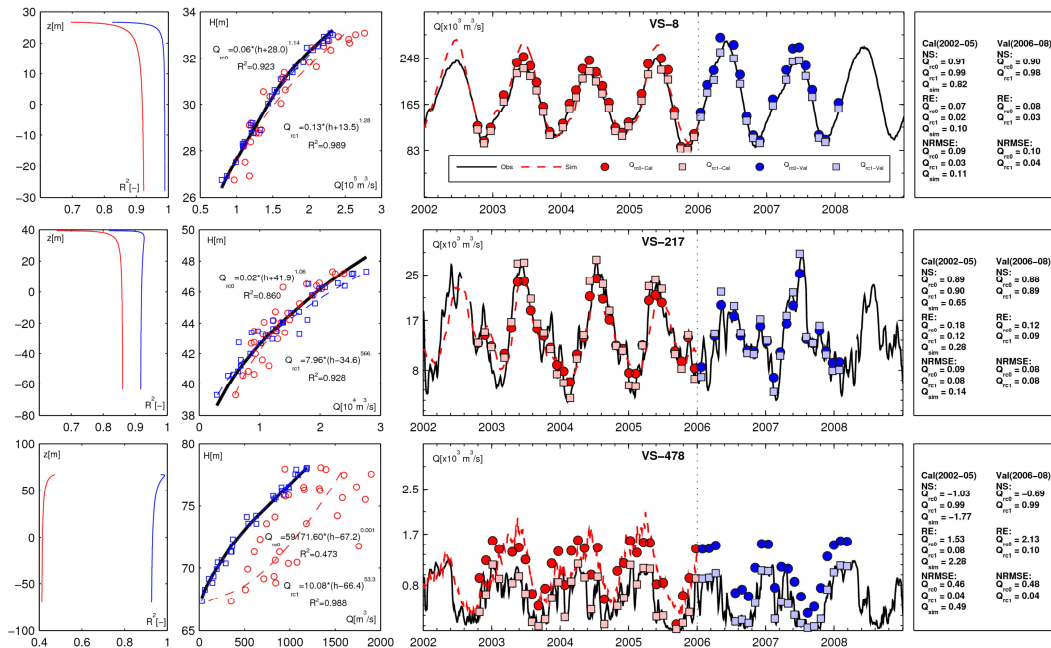 VS−8
z[m]
30
20
10
0
−10
−20
−30
0.7
0.8
0.9
1
R²[−]
H[m]
34
32
30
28
26
Q_rc0=0.06*(h+28.0)^1.14
R²=0.923
Q_rc1=0.13*(h+13.5)^1.28
R²=0.989
Q[10⁵ m³/s]
0.5
1
1.5
2
2.5
3
Q[x10³ m³/s]
248
165
83
Obs
Sim
Q_rc0−Cal
Q_rc1−Cal
Q_rc0−Val
Q_rc1−Val
2002
2003
2004
2005
2006
2007
2008
Cal(2002−05) Val(2006−08)
NS: NS:
Q_rc0 = 0.91 Q_rc0 = 0.90
Q_rc1 = 0.99 Q_rc1 = 0.98
Q_sim = 0.82
RE: RE:
Q_rc0 = 0.07 Q_rc0 = 0.08
Q_rc1 = 0.02 Q_rc1 = 0.03
Q_sim = 0.10
NRMSE: NRMSE:
Q_rc0 = 0.09 Q_rc0 = 0.10
Q_rc1 = 0.03 Q_rc1 = 0.04
Q_sim = 0.11
VS−217
z[m]
40
20
0
−20
−40
−60
−80
0.7
0.8
0.9
1
R²[−]
H[m]
50
48
46
44
42
40
38
Q_rc0=0.02*(h+41.9)^1.06
R²=0.860
Q_rc1=7.96*(h−34.6)^566.
R²=0.928
Q[10⁴ m³/s]
0
1
2
3
Q[x10³ m³/s]
25
17
8
2002
2003
2004
2005
2006
2007
2008
Cal(2002−05) Val(2006−08)
NS: NS:
Q_rc0 = 0.89 Q_rc0 = 0.88
Q_rc1 = 0.90 Q_rc1 = 0.89
Q_sim = 0.65
RE: RE:
Q_rc0 = 0.18 Q_rc0 = 0.12
Q_rc1 = 0.12 Q_rc1 = 0.09
Q_sim = 0.28
NRMSE: NRMSE:
Q_rc0 = 0.09 Q_rc0 = 0.08
Q_rc1 = 0.08 Q_rc1 = 0.08
Q_sim = 0.14
VS−478
z[m]
100
50
0
−50
−100
0.4
0.6
0.8
1
R²[−]
H[m]
80
75
70
65
Q_rc0=59171.60*(h−67.2)^0.001
R²=0.473
Q_rc1=10.08*(h−66.4)^53.3
R²=0.988
Q[m³/s]
0
500
1000
1500
2000
Q[x10³ m³/s]
2.5
1.7
0.8
2002
2003
2004
2005
2006
2007
2008
Cal(2002−05) Val(2006−08)
NS: NS:
Q_rc0 = −1.03 Q_rc0 = −0.69
Q_rc1 = 0.99 Q_rc1 = 0.99
Q_sim = −1.77
RE: RE:
Q_rc0 = 1.53 Q_rc0 = 2.13
Q_rc1 = 0.08 Q_rc1 = 0.10
Q_sim = 2.28
NRMSE: NRMSE:
Q_rc0 = 0.46 Q_rc0 = 0.48
Q_rc1 = 0.04 Q_rc1 = 0.04
Q_sim = 0.49